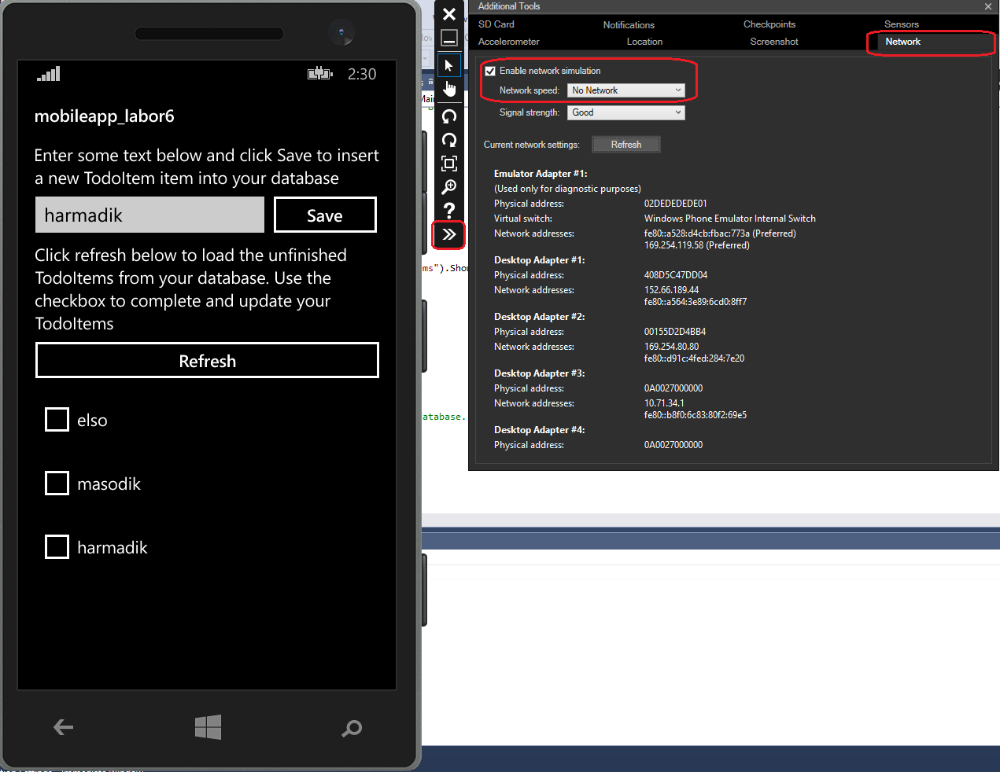 2:30
mobileapp_labor6
Enter some text below and click Save to insert
a new TodoItem item into your database
harmadik
Save
Click refresh below to load the unfinished
TodoItems from your database. Use the
checkbox to complete and update your
TodoItems
Refresh
elso
masodik
harmadik
Additional Tools
SD Card
Notifications
Checkpoints
Sensors
Accelerometer
Location
Screenshot
Network
Enable network simulation
Network speed: No Network
Signal strength: Good
Current network settings: Refresh
Emulator Adapter #1:
(Used only for diagnostic purposes)
Physical address: 02DEDEDEDE01
Virtual switch: Windows Phone Emulator Internal Switch
Network addresses: fe80::a528:d4cb:fbac:773a (Preferred)
169.254.119.58 (Preferred)
Desktop Adapter #1:
Physical address: 408D5C47DD04
Network addresses: 152.66.189.44
fe80::a564:3e89:6cd0:8ff7
Desktop Adapter #2:
Physical address: 00155D2D4BB4
Network addresses: 169.254.80.80
fe80::d91c:4fed:284:7e20
Desktop Adapter #3:
Physical address: 0A0027000000
Network addresses: 10.71.34.1
fe80::b8f0:6c83:80f2:69e5
Desktop Adapter #4:
Physical address: 0A0027000000
Mai
ms").Show
atabase.